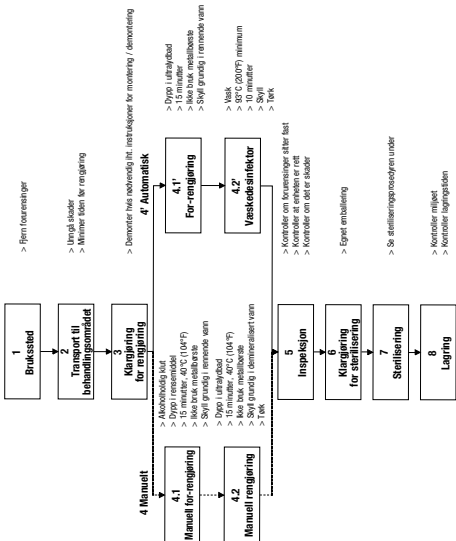 1
Brukssted
> Fjern forurensinger
2
Transport til
behandlingsområdet
> Unngå skader
> Minimer tiden før rengjøring
3
Klargjøring
for rengjøring
> Demonter hvis nødvendig iht. instruksjoner for montering / demontering
4 Manuelt
4.1
Manuell for-rengjøring
> Alkoholholdig klut
> Dypp i rensemiddel
> 15 minutter, 40°C (104°F)
> Ikke bruk metallbørste
> Skyll grundig i rennende vann
4.2
Manuell rengjøring
> Dypp i ultralydbad
> 15 minutter, 40°C (104°F)
> Ikke bruk metallbørste
> Skyll grundig i demineralisert vann
> Tørk
4' Automatisk
4.1'
For-rengjøring
> Dypp i ultralydbad
> 15 minutter
> Ikke bruk metallbørste
> Skyll grundig i rennende vann
4.2'
Væskedesinfektor
> Vask
> 93°C (200°F) minimum
> 10 minutter
> Skyll
> Tørk
5
Inspeksjon
> Kontroller om forurensinger sitter fast
> Kontroller at enheten er rett
> Kontroller om det er skader
6
Klargjøring
for sterilisering
> Egnet emballering
7
Sterilisering
> Se steriliseringsprosedyren under
8
Lagring
> Kontroller miljøet
> Kontroller lagringstiden